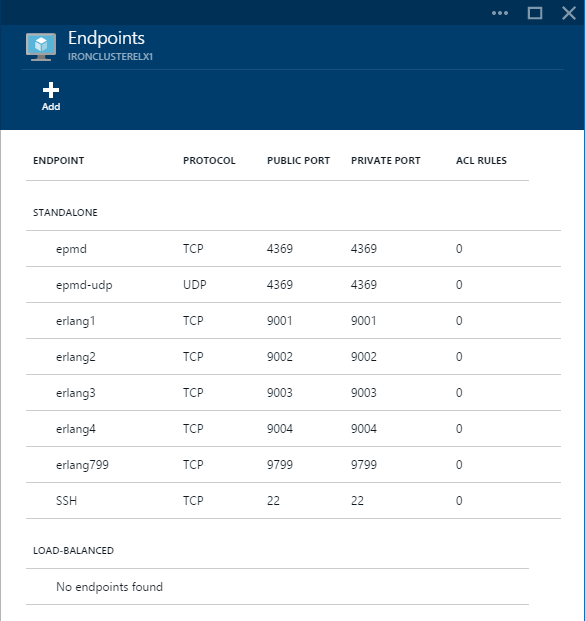 Endpoints
IRONCLUSTERELX1
Add
ENDPOINT PROTOCOL PUBLIC PORT PRIVATE PORT ACL RULES
STANDALONE
epmd TCP 4369 4369 0
epmd-udp UDP 4369 4369 0
erlang1 TCP 9001 9001 0
erlang2 TCP 9002 9002 0
erlang3 TCP 9003 9003 0
erlang4 TCP 9004 9004 0
erlang799 TCP 9799 9799 0
SSH TCP 22 22 0
LOAD-BALANCED
No endpoints found